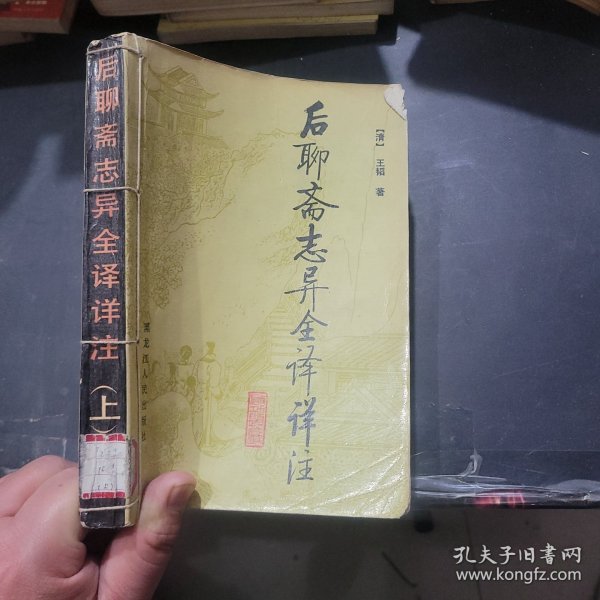 后聊斋志异全译详注（上）
后聊斋志异全译详注
【清】王韬 著
黑龙江人民出版社
孔夫子旧书网
www.kongfz.com